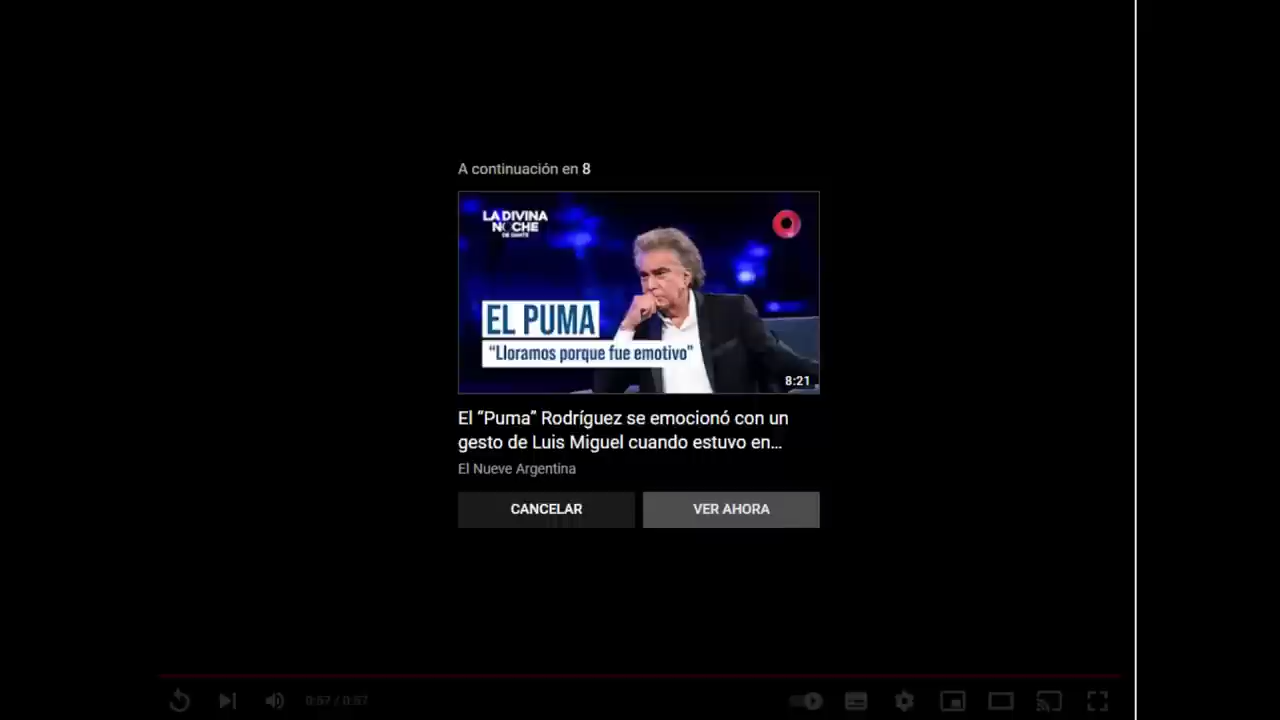 A continuación en 8
LA DIVINA
NOCHE
DE DANTE
EL PUMA
“Lloramos porque fue emotivo”
8:21
El “Puma” Rodríguez se emocionó con un
gesto de Luis Miguel cuando estuvo en...
El Nueve Argentina
CANCELAR
VER AHORA
0:57 / 0:57